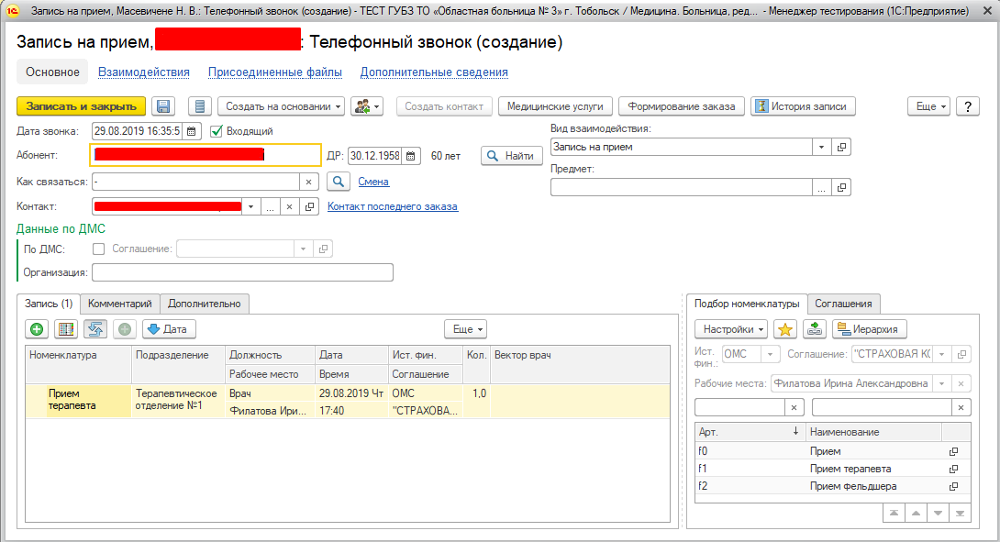 Запись на прием, Масевичене Н. В.: Телефонный звонок (создание) - ТЕСТ ГУБЗ ТО «Областная больница № 3» г. Тобольск / Медицина. Больница, ред... - Менеджер тестирования (1С:Предприятие)
Запись на прием, : Телефонный звонок (создание)
Основное Взаимодействия Присоединенные файлы Дополнительные сведения
Записать и закрыть Создать на основании Создать контакт Медицинские услуги Формирование заказа История записи Еще ?
Дата звонка: 29.08.2019 16:35:5 Входящий
Вид взаимодействия:
Абонент: ДР: 30.12.1958 60 лет Найти
Запись на прием
Предмет:
Как связаться: - × Смена
...
Контакт: ... × Контакт последнего заказа
Данные по ДМС
По ДМС: Соглашение:
Организация:
Запись (1) Комментарий Дополнительно
Дата Еще
Номенклатура Подразделение Должность Дата Ист. фин. Кол. Вектор врач
Рабочее место Время Соглашение
Прием терапевта Терапевтическое отделение №1 Врач 29.08.2019 Чт ОМС 1,0
Филатова Ири... 17:40 "СТРАХОВА...
Подбор номенклатуры Соглашения
Настройки Иерархия
Ист. фин.: ОМС Соглашение: "СТРАХОВАЯ КС
Рабочие места: Филатова Ирина Александровна ×
× ×
Арт. ↓ Наименование
f0 Прием
f1 Прием терапевта
f2 Прием фельдшера